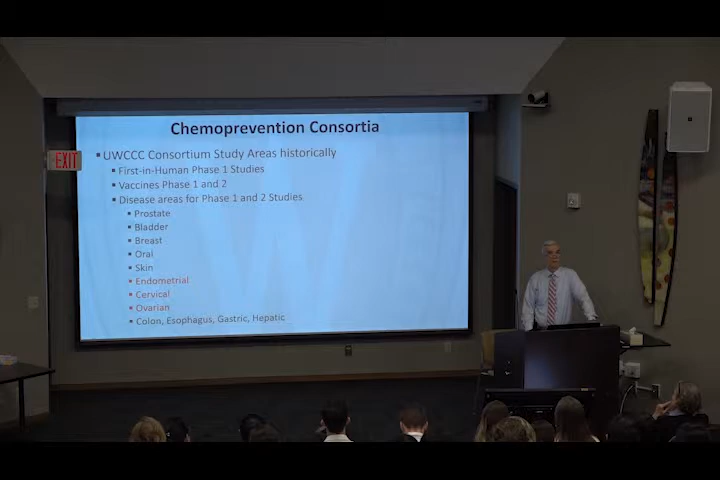 Chemoprevention Consortia
▪ UWCCC Consortium Study Areas historically
▪ First-in-Human Phase 1 Studies
▪ Vaccines Phase 1 and 2
▪ Disease areas for Phase 1 and 2 Studies
▪ Prostate
▪ Bladder
▪ Breast
▪ Oral
▪ Skin
▪ Endometrial
▪ Cervical
▪ Ovarian
▪ Colon, Esophagus, Gastric, Hepatic
EXIT